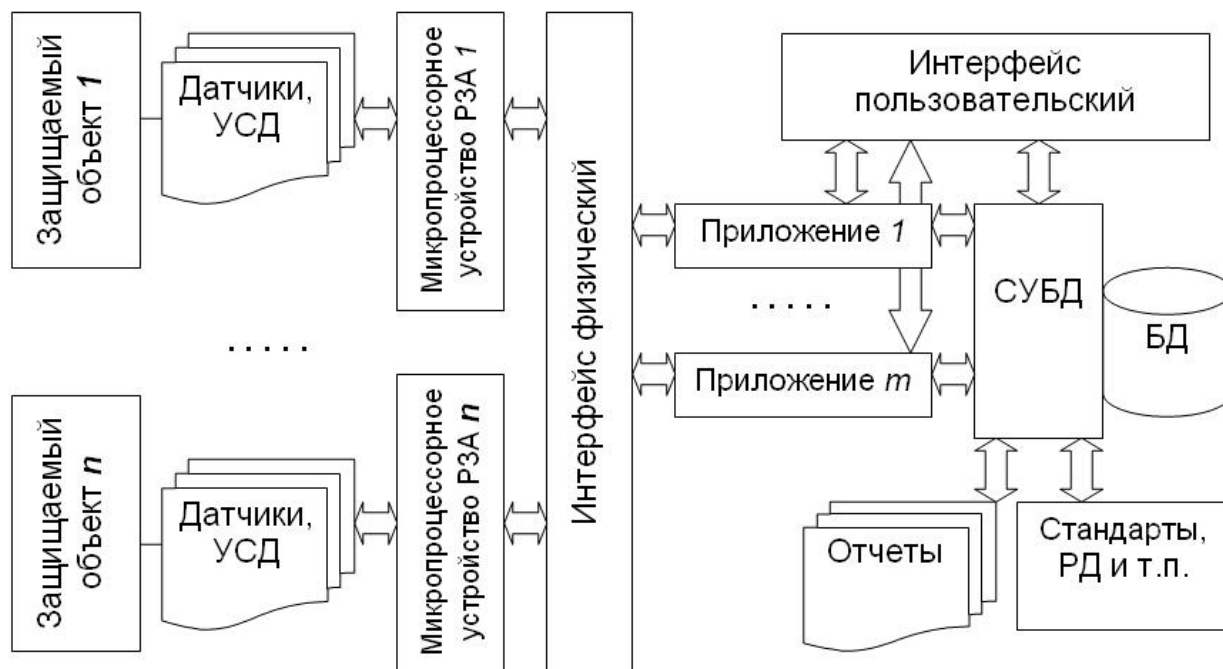 Защищаемый
объект 1
Датчики,
УСД
Микропроцессорное
устройство РЗА 1
Интерфейс физический
Интерфейс
пользовательский
Приложение 1
СУБД
БД
. . . . .
. . . . .
Приложение m
Защищаемый
объект n
Датчики,
УСД
Микропроцессорное
устройство РЗА n
Отчеты
Стандарты,
РД и т.п.